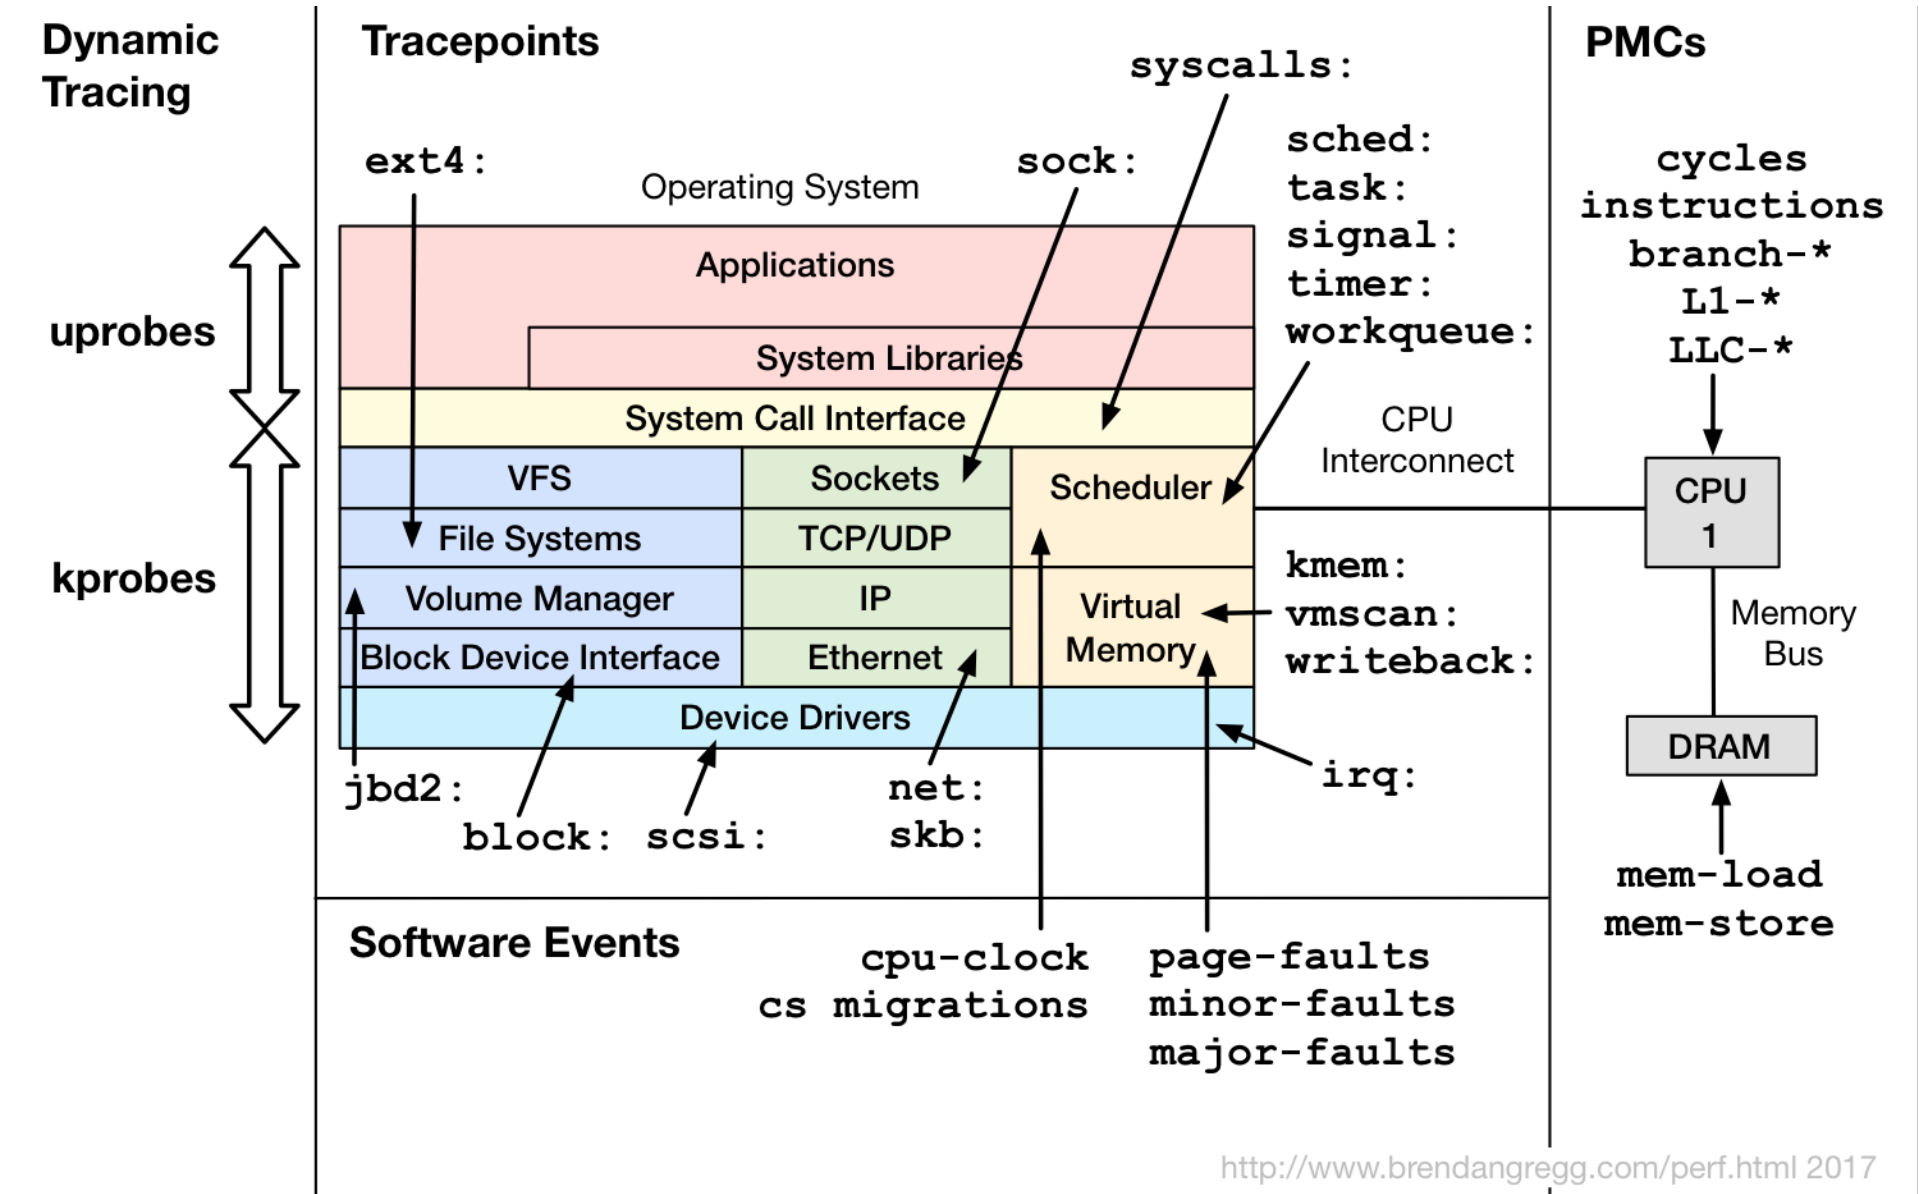 Dynamic
Tracing
uprobes
kprobes
Tracepoints
syscalls:
ext4:
Operating System
sock:
sched:
task:
signal:
timer:
workqueue:
Applications
System Libraries
System Call Interface
VFS
Sockets
Scheduler
File Systems
TCP/UDP
Volume Manager
IP
Virtual
Memory
Block Device Interface
Ethernet
Device Drivers
CPU
Interconnect
kmem:
vmscan:
writeback:
irq:
jbd2:
block:
scsi:
net:
skb:
Software Events
cpu-clock
cs migrations
page-faults
minor-faults
major-faults
PMCs
cycles
instructions
branch-*
L1-*
LLC-*
CPU
1
Memory
Bus
DRAM
mem-load
mem-store
http://www.brendangregg.com/perf.html 2017